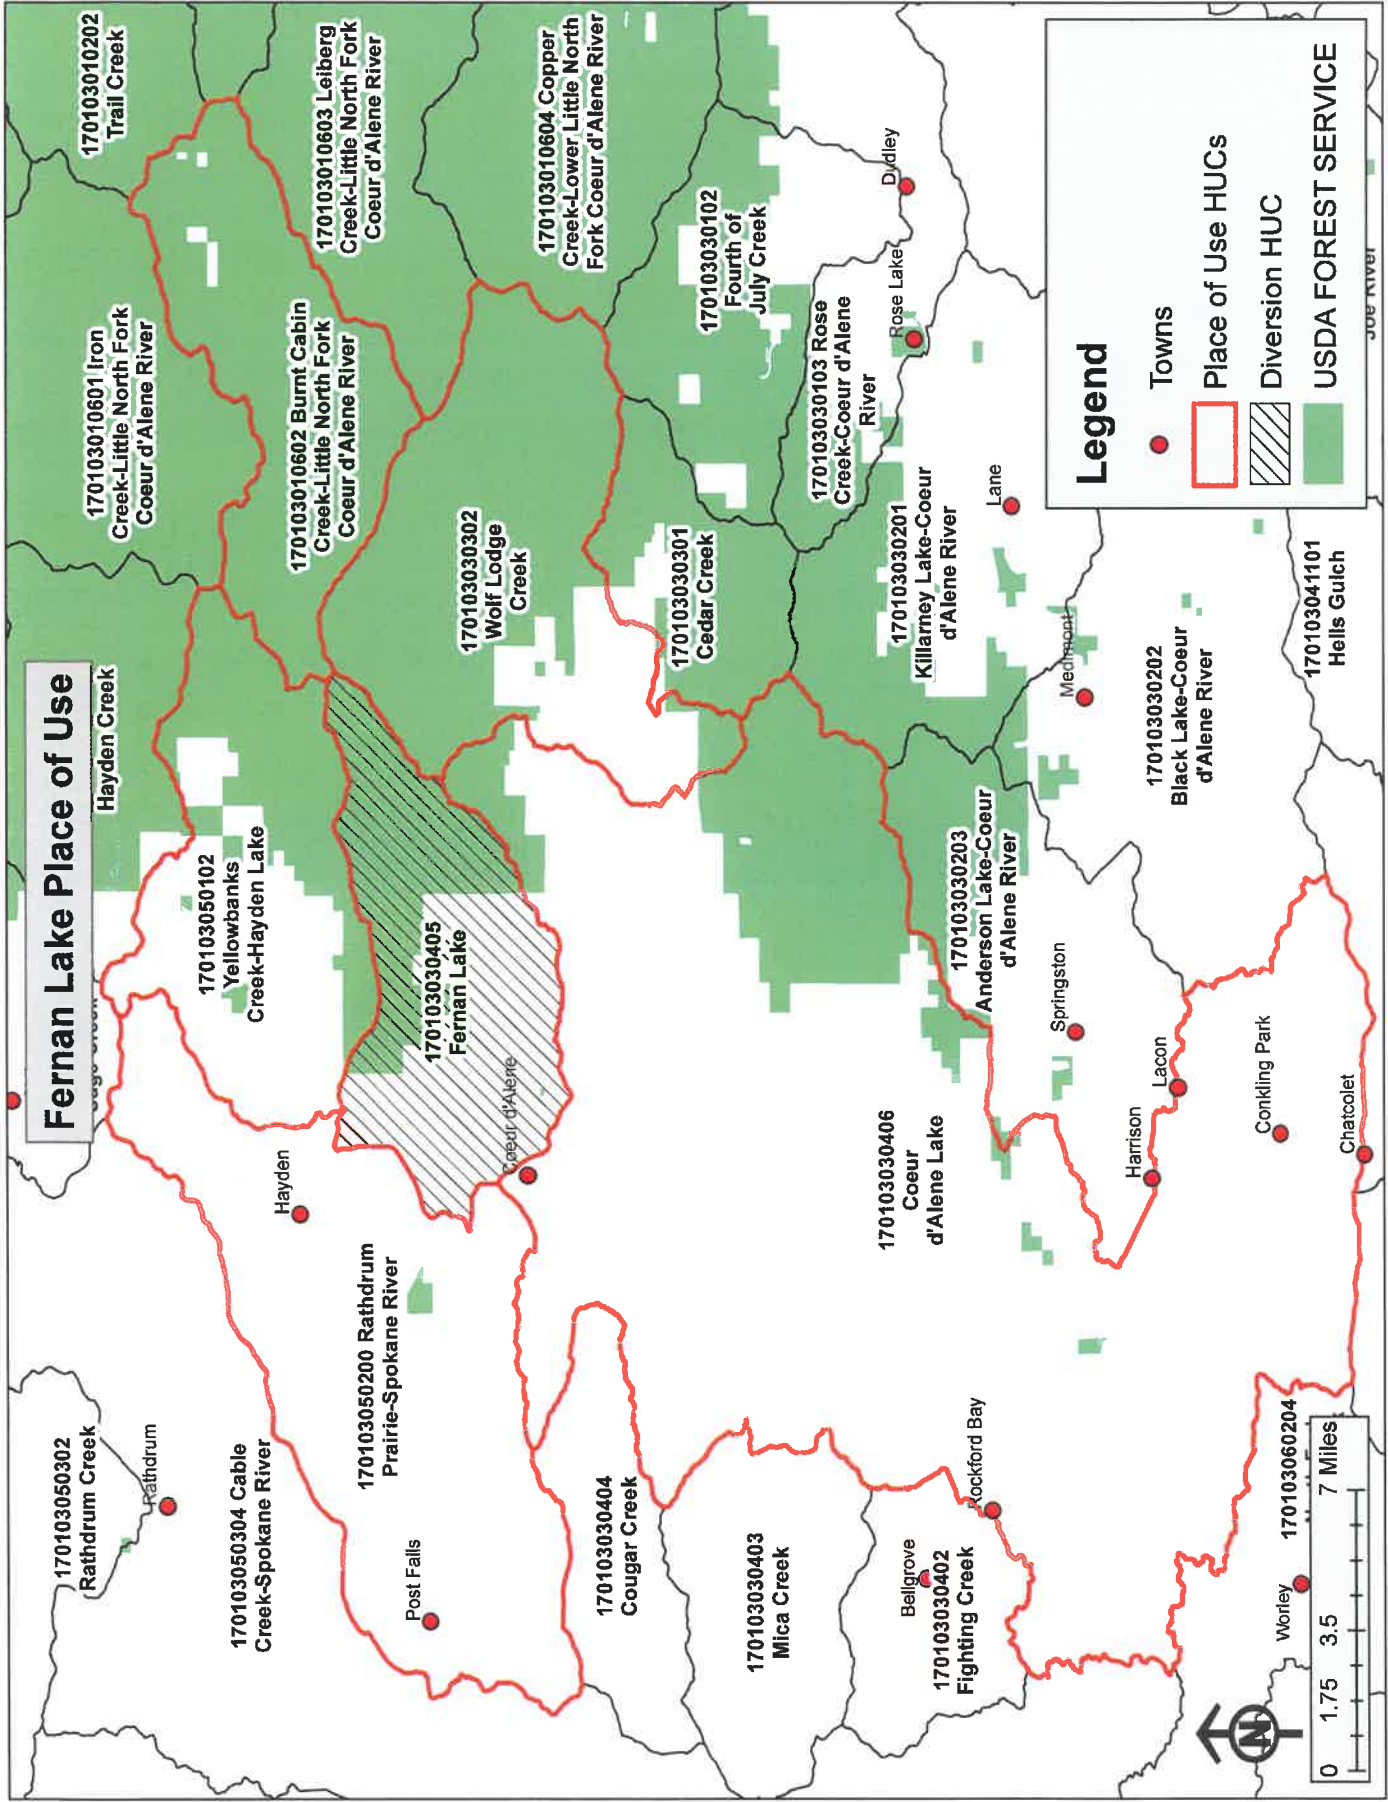 Fernan Lake Place of Use
170103050302
Rathdrum Creek
Rathdrum
170103050304 Cable
Creek-Spokane River
Hayden
170103050200 Rathdrum
Prairie-Spokane River
Post Falls
Hayden Creek
170103050102
Yellowbanks
Creek-Hayden Lake
170103010601 Iron
Creek-Little North Fork
Coeur d'Alene River
170103010202
Trail Creek
170103010602 Burnt Cabin
Creek-Little North Fork
Coeur d'Alene River
170103010603 Leiberg
Creek-Little North Fork
Coeur d'Alene River
170103030405
Fernan Lake
Coeur d'Alene
170103030302
Wolf Lodge
Creek
170103010604 Copper
Creek-Lower Little North
Fork Coeur d'Alene River
170103030404
Cougar Creek
170103030301
Cedar Creek
170103030102
Fourth of
July Creek
170103030403
Mica Creek
170103030103 Rose
Creek-Coeur d'Alene
River
Dudley
Rose Lake
Bellgrove
170103030402
Fighting Creek
170103030406
Coeur
d'Alene Lake
170103030201
Killarney Lake-Coeur
d'Alene River
Lane
Rockford Bay
170103030203
Anderson Lake-Coeur
d'Alene River
Springston
Medimont
Harrison
Lacon
170103030202
Black Lake-Coeur
d'Alene River
Conkling Park
Chatcolet
170103041101
Hells Gulch
Worley
170103060204
N
0 1.75 3.5 7 Miles
Legend
Towns
Place of Use HUCs
Diversion HUC
USDA FOREST SERVICE
Joe River